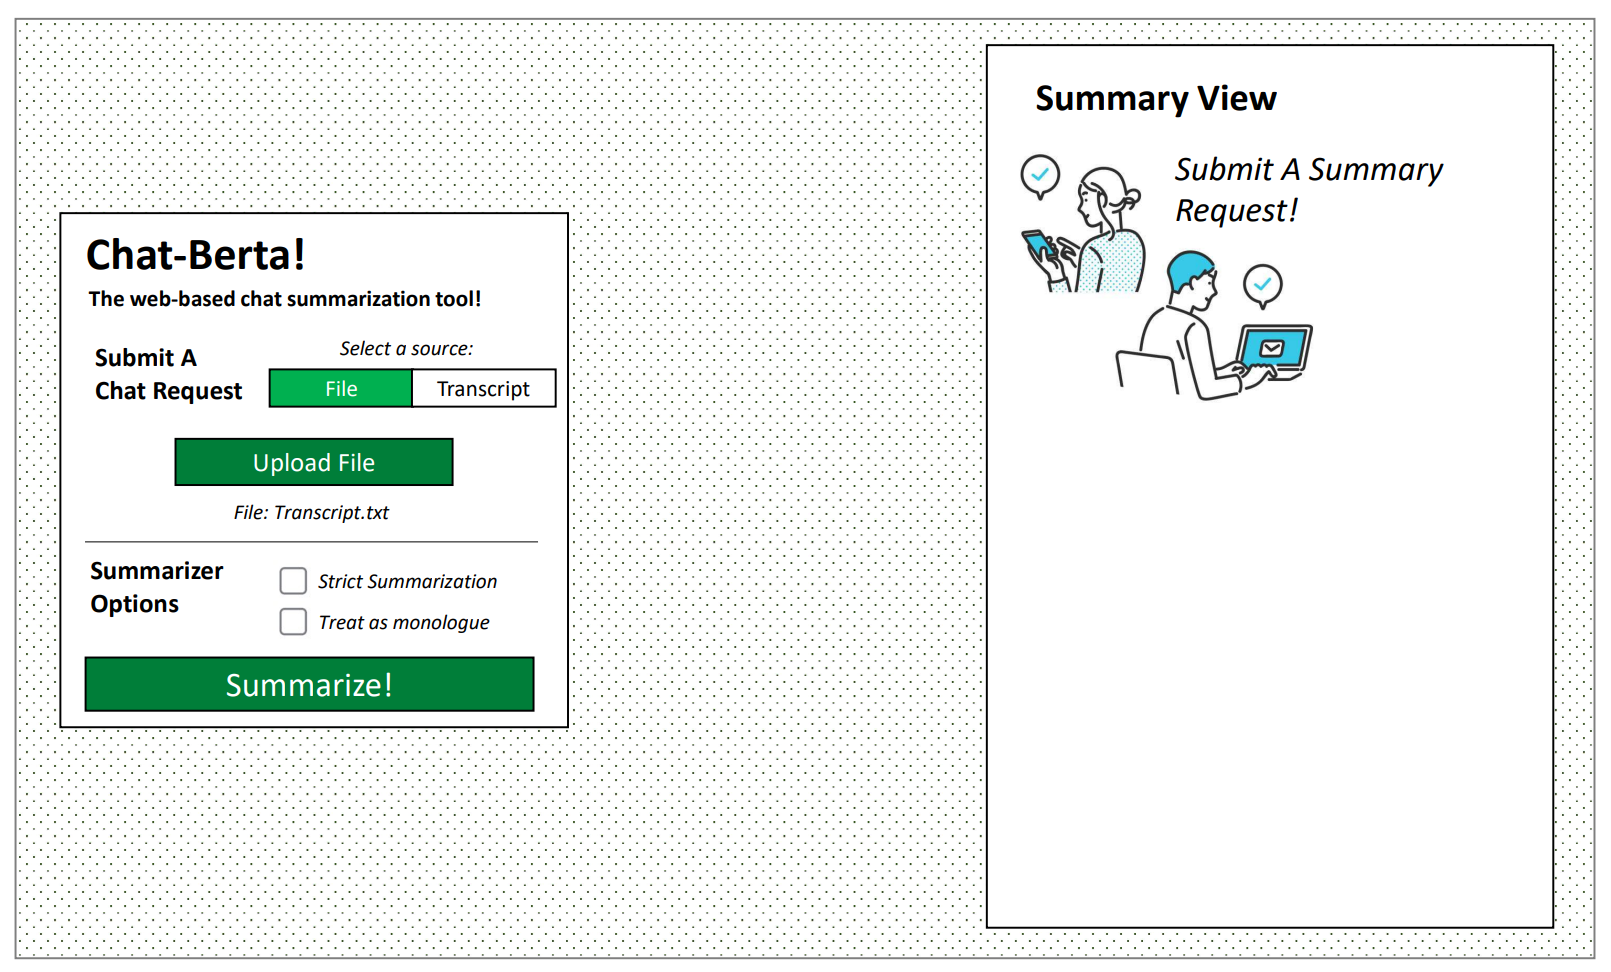 Chat-Berta!
The web-based chat summarization tool!
Submit A
Chat Request
Select a source:
File
Transcript
Upload File
File: Transcript.txt
Summarizer
Options
Strict Summarization
Treat as monologue
Summarize!
Summary View
Submit A Summary
Request!